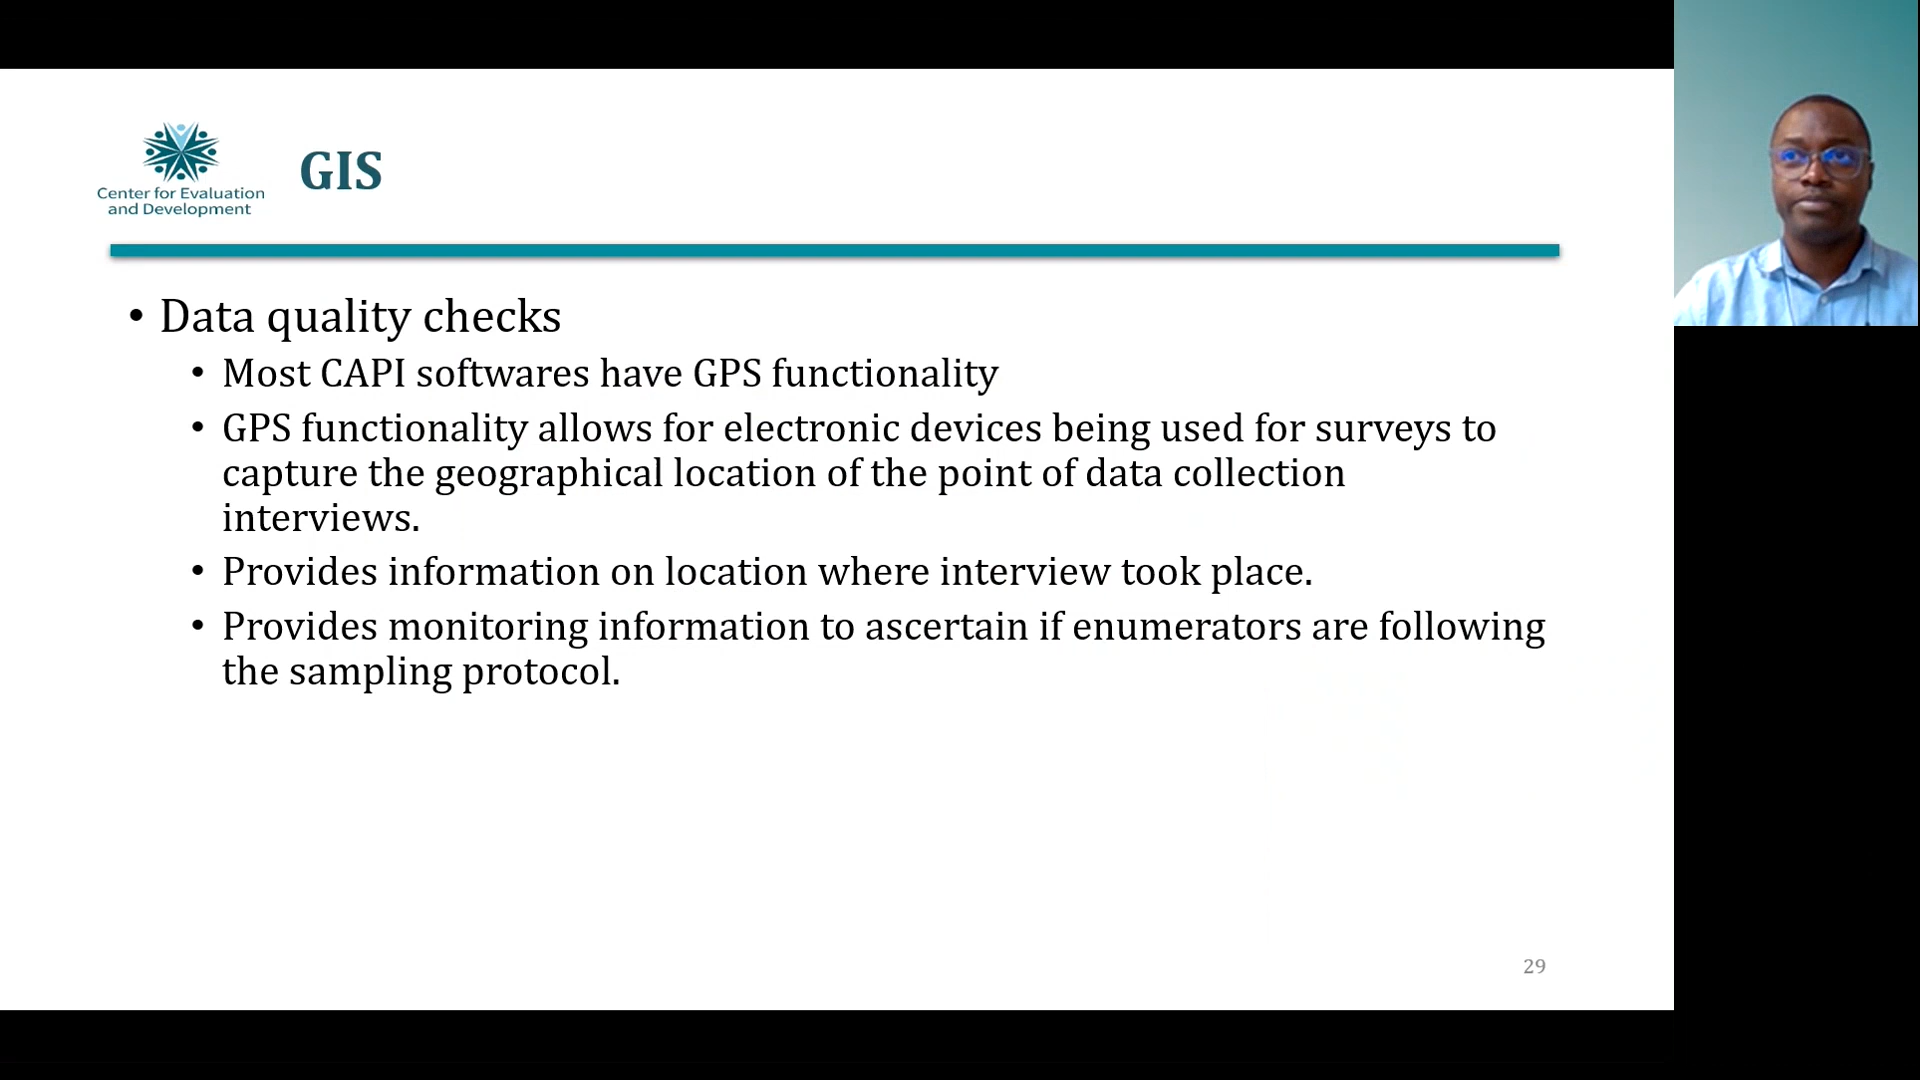 Center for Evaluation
and Development
GIS
• Data quality checks
• Most CAPI softwares have GPS functionality
• GPS functionality allows for electronic devices being used for surveys to
capture the geographical location of the point of data collection
interviews.
• Provides information on location where interview took place.
• Provides monitoring information to ascertain if enumerators are following
the sampling protocol.
29